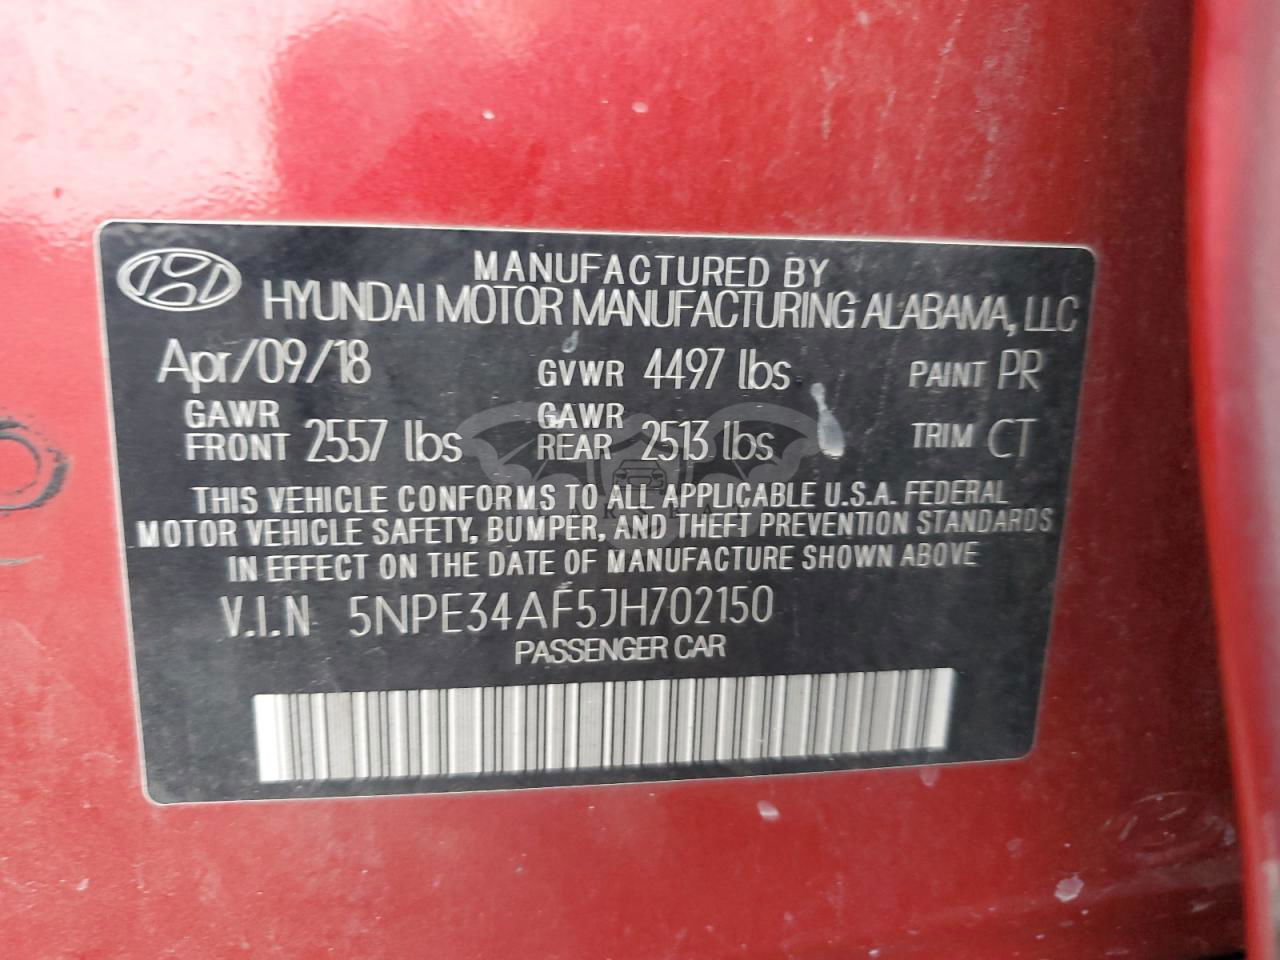 MANUFACTURED BY
HYUNDAI MOTOR MANUFACTURING ALABAMA, LLC
Apr/09/18 GVWR 4497 lbs PAINT PR
GAWR FRONT 2557 lbs GAWR REAR 2513 lbs TRIM CT
THIS VEHICLE CONFORMS TO ALL APPLICABLE U.S.A. FEDERAL
MOTOR VEHICLE SAFETY, BUMPER, AND THEFT PREVENTION STANDARDS
IN EFFECT ON THE DATE OF MANUFACTURE SHOWN ABOVE
V.I.N 5NPE34AF5JH702150
PASSENGER CAR